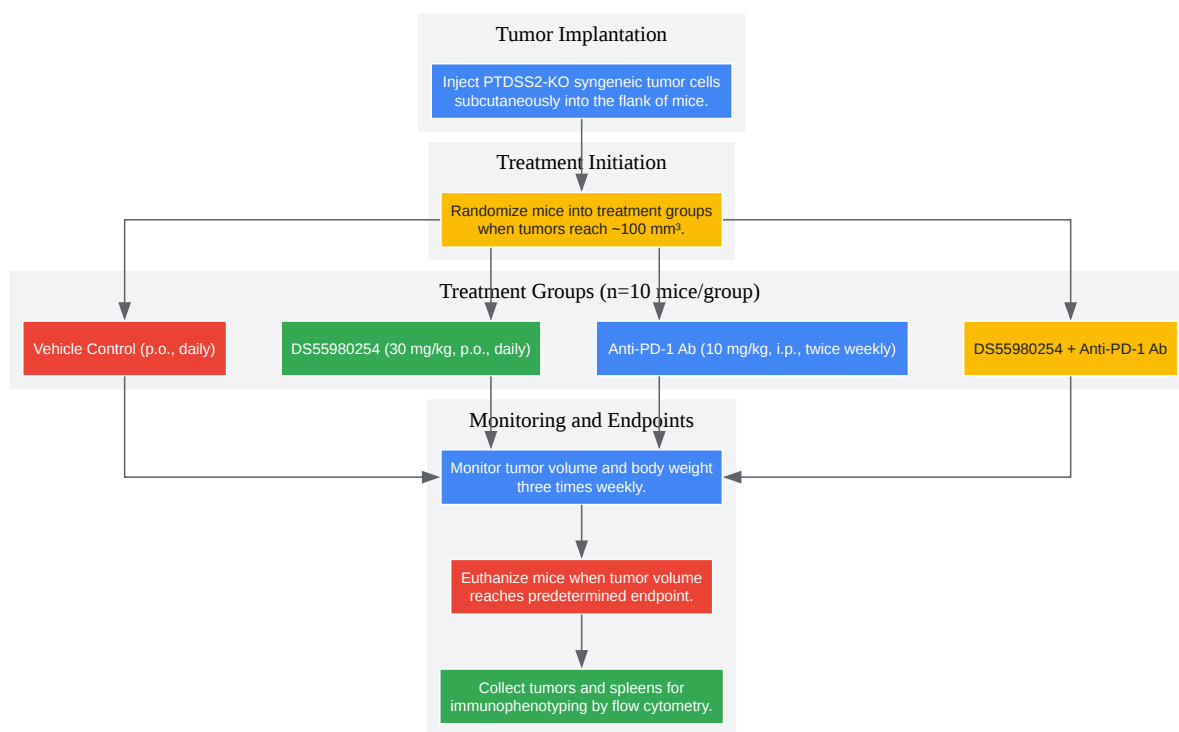 Tumor Implantation
Inject PTDSS2-KO syngeneic tumor cells
subcutaneously into the flank of mice.
Treatment Initiation
Randomize mice into treatment groups
when tumors reach ~100 mm³.
Treatment Groups (n=10 mice/group)
Vehicle Control (p.o., daily)
DS55980254 (30 mg/kg, p.o., daily)
Anti-PD-1 Ab (10 mg/kg, i.p., twice weekly)
DS55980254 + Anti-PD-1 Ab
Monitoring and Endpoints
Monitor tumor volume and body weight
three times weekly.
Euthanize mice when tumor volume
reaches predetermined endpoint.
Collect tumors and spleens for
immunophenotyping by flow cytometry.